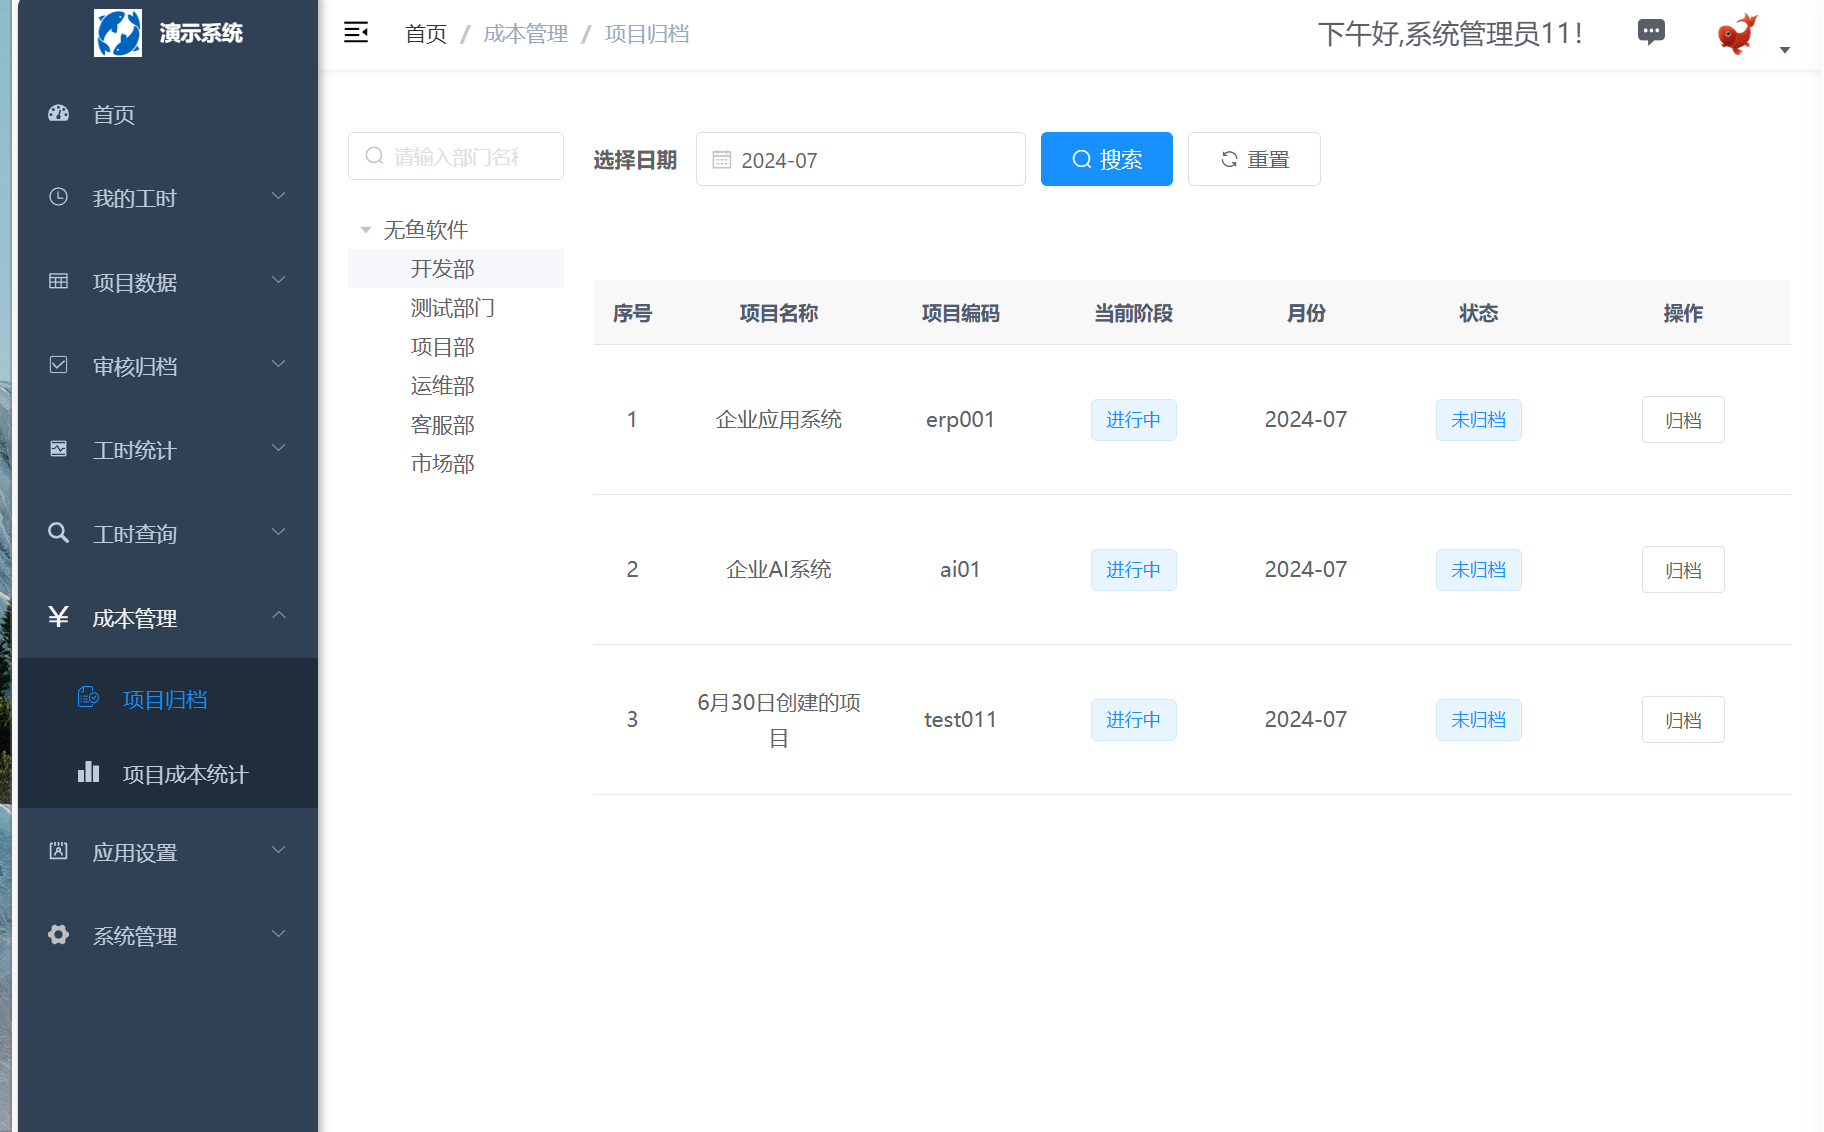 演示系统
首页 / 成本管理 / 项目归档
下午好,系统管理员11!
首页
我的工时
项目数据
审核归档
工时统计
工时查询
成本管理
项目归档
项目成本统计
应用设置
系统管理
请输入部门名
无鱼软件
开发部
测试部门
项目部
运维部
客服部
市场部
选择日期 2024-07 搜索 重置
序号 项目名称 项目编码 当前阶段 月份 状态 操作
1 企业应用系统 erp001 进行中 2024-07 未归档 归档
2 企业AI系统 ai01 进行中 2024-07 未归档 归档
3 6月30日创建的项 test011 进行中 2024-07 未归档 归档
目